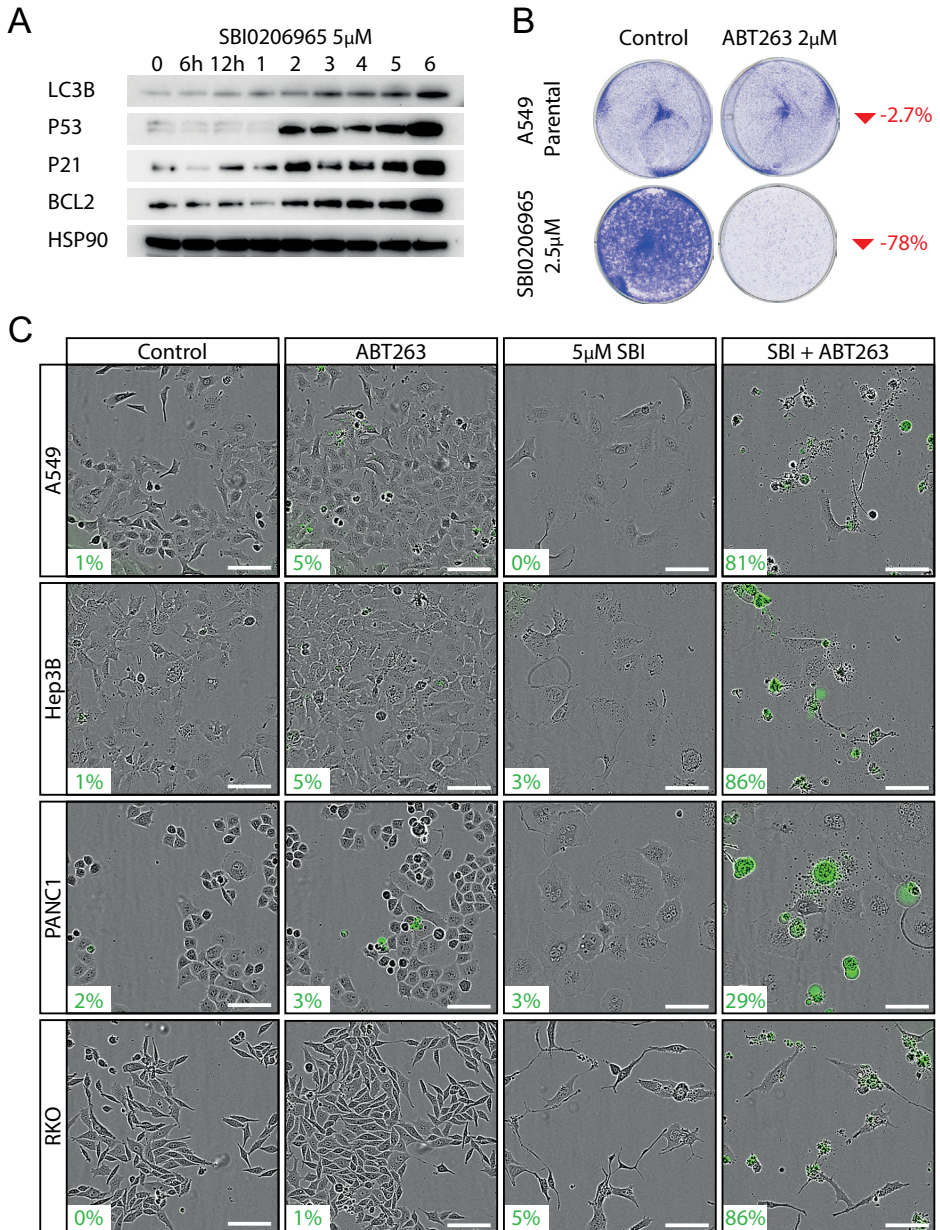 A
SBI0206965 5µM
0 6h 12h 1 2 3 4 5 6
LC3B
P53
P21
BCL2
HSP90
B
Control ABT263 2µM
A549
Parental
-2.7%
SBI0206965
2.5µM
-78%
C
Control ABT263 5µM SBI SBI + ABT263
A549
1% 5% 0% 81%
Hep3B
1% 5% 3% 86%
PANC1
2% 3% 3% 29%
RKO
0% 1% 5% 86%